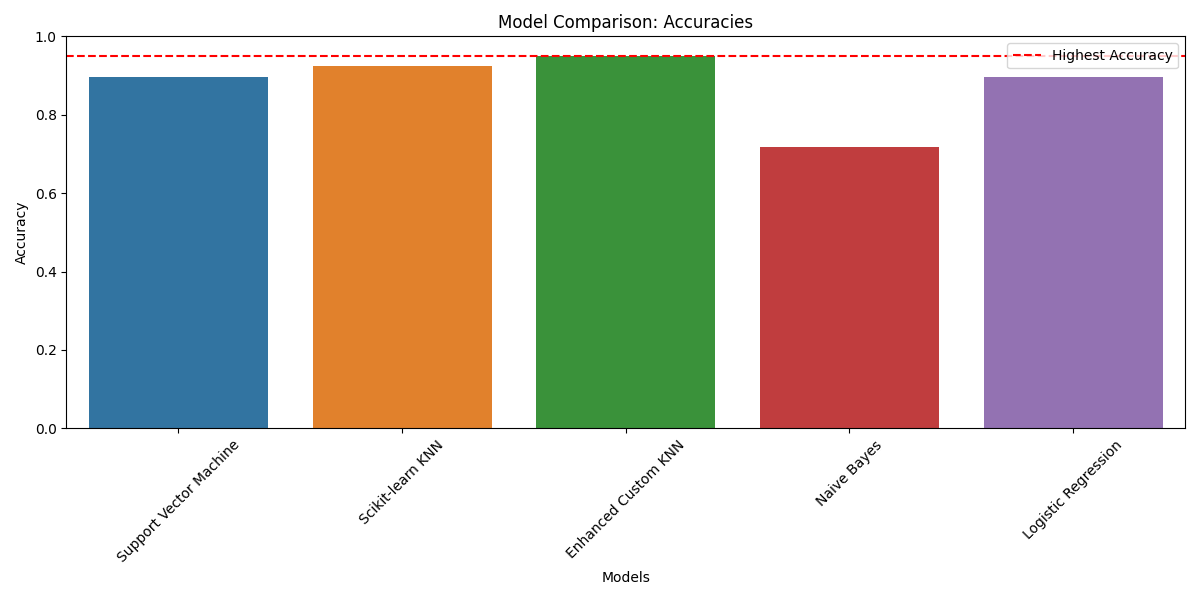 Model Comparison: Accuracies
Highest Accuracy
Accuracy
1.0
0.8
0.6
0.4
0.2
0.0
Support Vector Machine
Scikit-learn KNN
Enhanced Custom KNN
Naive Bayes
Logistic Regression
Models